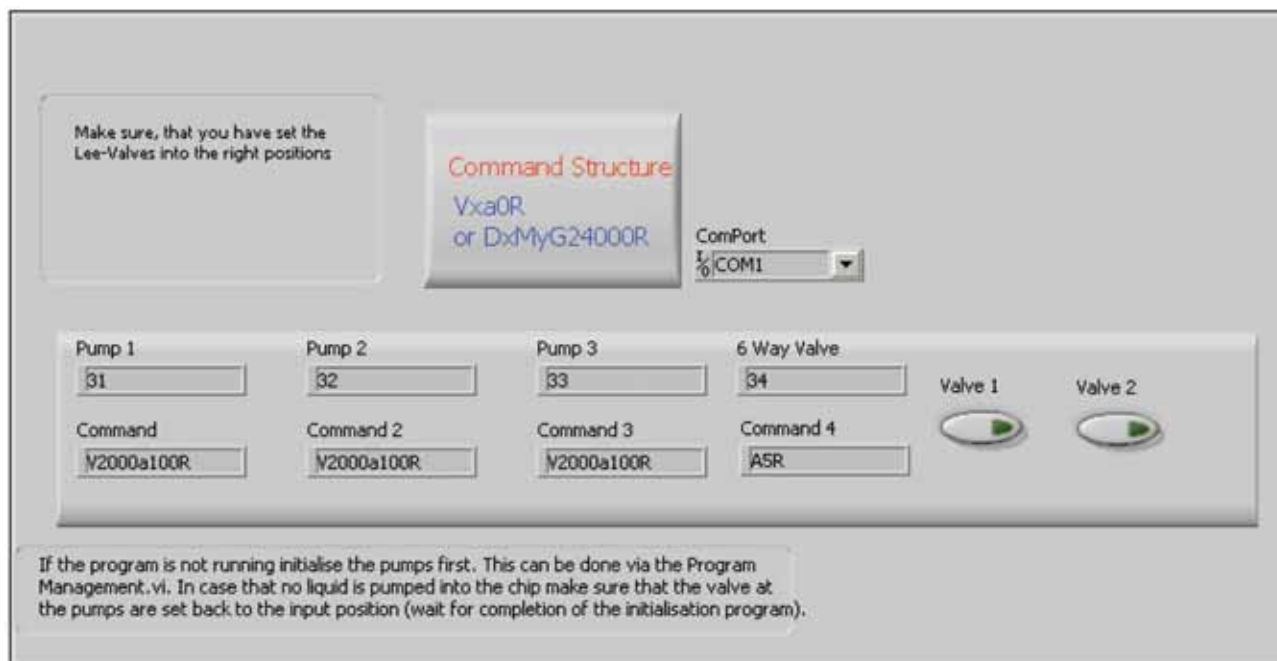 Make sure, that you have set the
Lee-Valves into the right positions
Command Structure
Vxa0R
or DxMyG24000R
ComPort
I/O COM1
Pump 1
Pump 2
Pump 3
6 Way Valve
31
32
33
34
Valve 1
Valve 2
Command
Command 2
Command 3
Command 4
V2000a100R
V2000a100R
V2000a100R
A5R
If the program is not running initialise the pumps first. This can be done via the Program
Management.vi. In case that no liquid is pumped into the chip make sure that the valve at
the pumps are set back to the input position (wait for completion of the initialisation program).